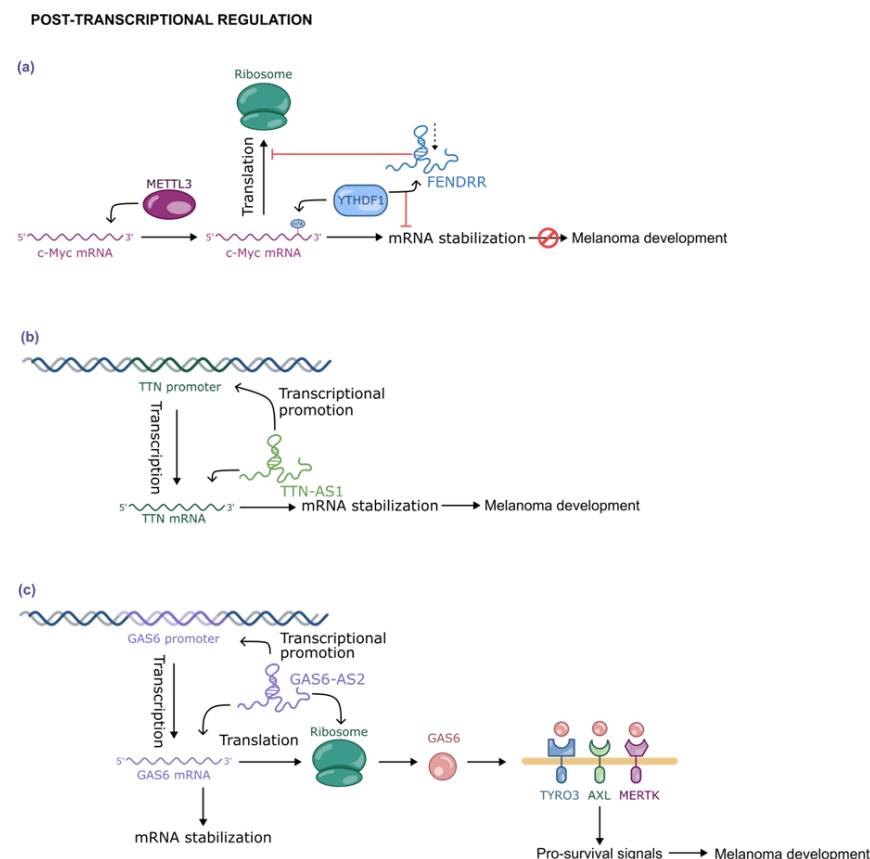 POST-TRANSCRIPTIONAL REGULATION
(a)
Ribosome
Translation
METTL3
YTHDF1
FENDRR
5' 3'
c-Myc mRNA
5' 3'
c-Myc mRNA
mRNA stabilization
Melanoma development
(b)
TTN promoter
Transcriptional
promotion
Transcription
TTN-AS1
5' 3'
TTN mRNA
mRNA stabilization
Melanoma development
(c)
GAS6 promoter
Transcriptional
promotion
Transcription
GAS6-AS2
Translation
Ribosome
GAS6
5' 3'
GAS6 mRNA
TYRO3 AXL MERTK
mRNA stabilization
Pro-survival signals
Melanoma development